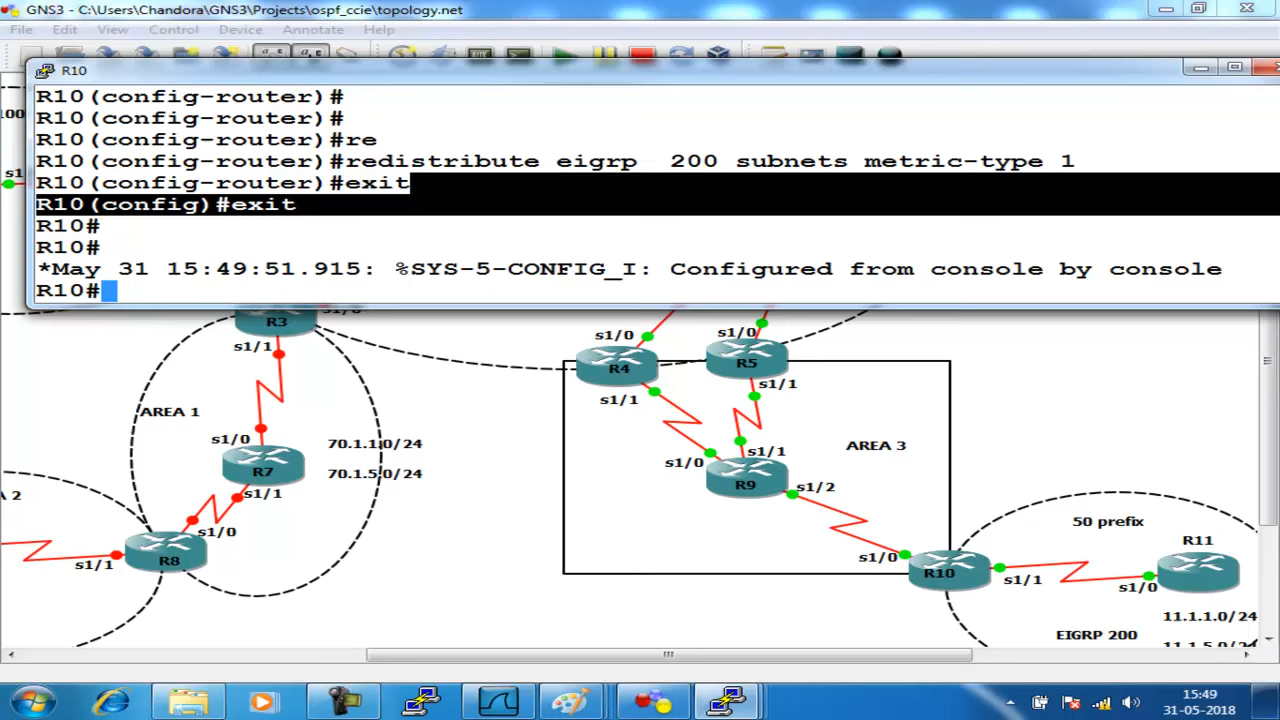 GNS3 - C:\Users\Chandora\GNS3\Projects\ospf_ccie\topology.net
File Edit View Control Device Annotate Help
R10
R10(config-router)#
R10(config-router)#
R10(config-router)#re
R10(config-router)#redistribute eigrp  200 subnets metric-type 1
R10(config-router)#exit
R10(config)#exit
R10#
R10#
*May 31 15:49:51.915: %SYS-5-CONFIG_I: Configured from console by console
R10#
100
s1
R3
s1/1
AREA 1
s1/0
R7
s1/1
70.1.1.0/24
70.1.5.0/24
s1/0
R8
s1/1
s1/0
R4
s1/1
s1/0
R5
s1/1
AREA 3
s1/0
s1/1
R9
s1/2
s1/0
R10
s1/1
50 prefix
R11
s1/0
11.1.1.0/24
EIGRP 200
15:49
31-05-2018